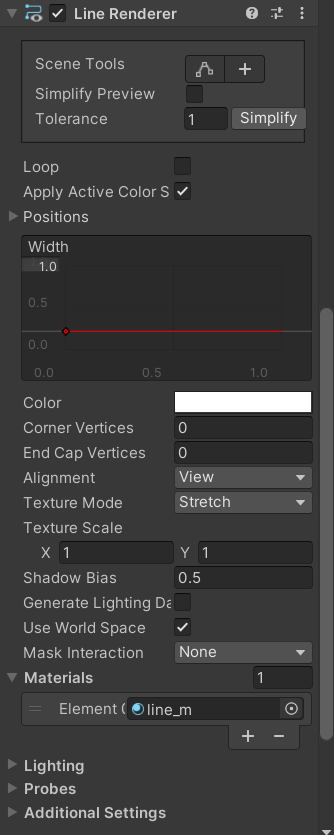 Line Renderer
Scene Tools
Simplify Preview
Tolerance 1 Simplify
Loop
Apply Active Color S
Positions
Width
1.0
0.5
0.0
0.0 0.5 1.0
Color
Corner Vertices 0
End Cap Vertices 0
Alignment View
Texture Mode Stretch
Texture Scale
X 1 Y 1
Shadow Bias 0.5
Generate Lighting Da
Use World Space
Mask Interaction None
Materials 1
Element line_m
Lighting
Probes
Additional Settings